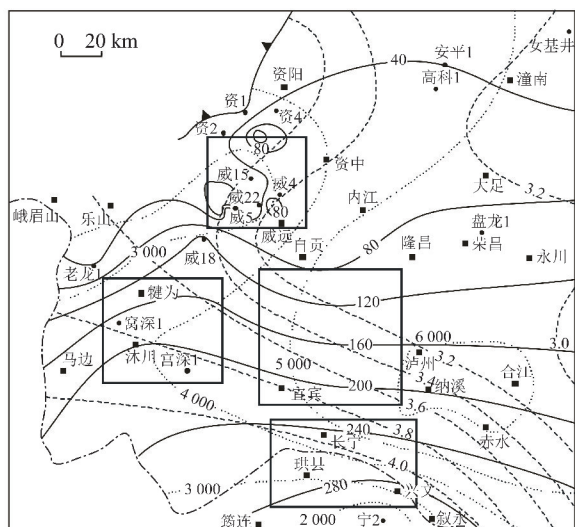 0 20 km
女基井
安平1
40
高科1
潼南
资阳
资1
资4
资2
80
资中
威15
威4
3.2
大足
威22
80
内江
峨眉山
乐山
威5
威远
盘龙1
3 000
自贡
80
隆昌
荣昌
永川
威18
老龙1
120
犍为
窝深1
160
6 000
3.2
3.0
沐川
泸州
马边
宫深1
5 000
3.4
合江
200
纳溪
宜宾
3.6
4 000
240
3.8
赤水
长宁
4.0
珙县
3 000
280
兴文
2 000
筠连
宁2
叙永